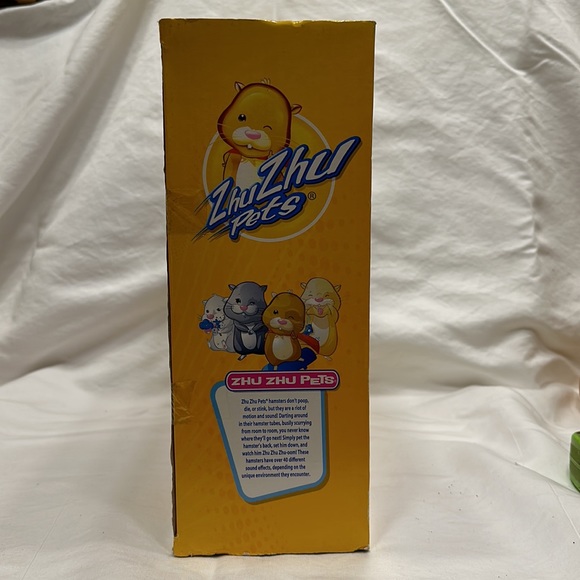 ZhuZhu
Pets®
ZHU ZHU PETS
Zhu Zhu Pets® hamsters don't poop,
die, or stink, but they are a riot of
motion and sound! Darting around
in their hamster tubes, busily scurrying
from room to room, you never know
where they'll go next! Simply pet the
hamster's back, set him down, and
watch him Zhu Zhu Zhu-oom! These
hamsters have over 40 different
sound effects, depending on the
unique environment they encounter.